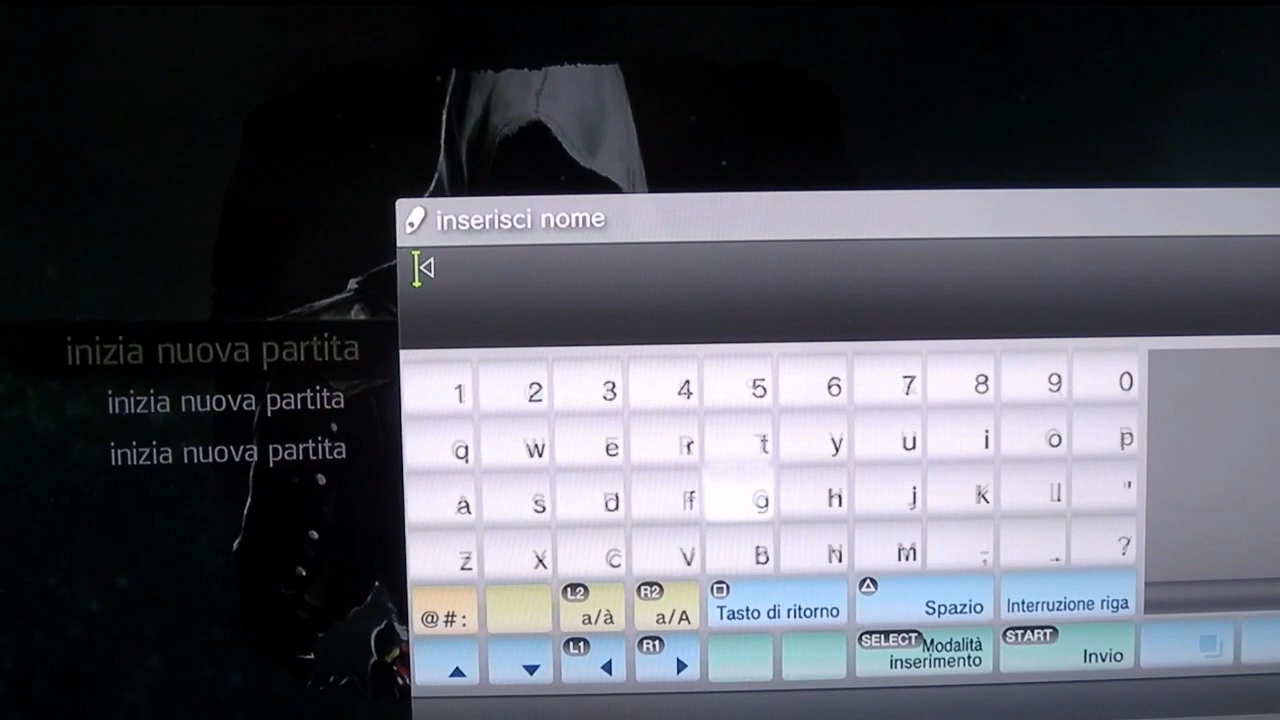 inserisci nome
inizia nuova partita
inizia nuova partita
inizia nuova partita
1 2 3 4 5 6 7 8 9 0
q w e r t y u i o p
a s d f g h j k l "
z x c v b n m , . ?
@#: L2 a/à R2 a/A Tasto di ritorno Spazio Interruzione riga
L1 R1 SELECT Modalità inserimento START Invio